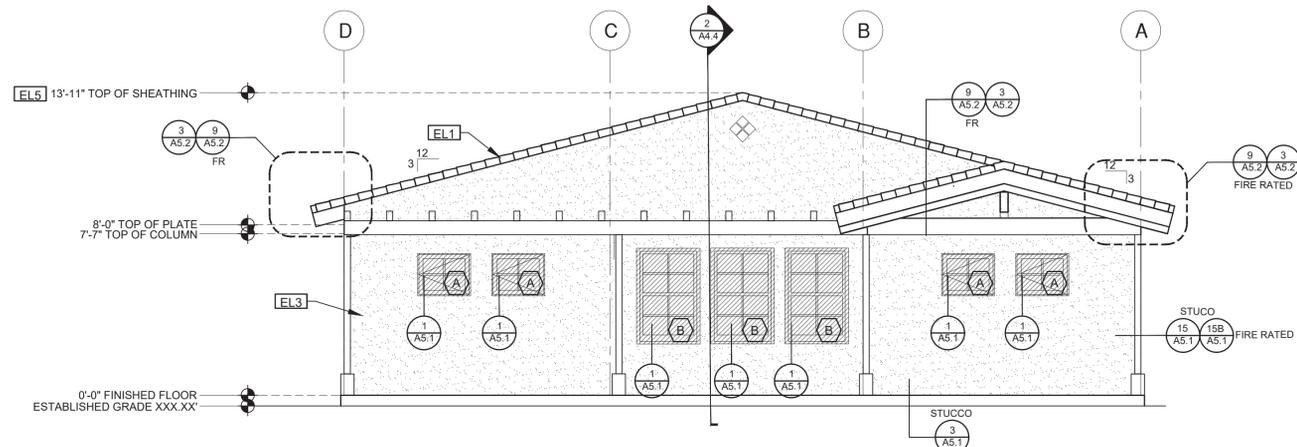 D
C
B
A
2
A4.4
EL5 13'-11" TOP OF SHEATHING
9 3
A5.2 A5.2
FR
3 9
A5.2 A5.2
FR
EL1
12
3
12
3
9 3
A5.2 A5.2
FIRE RATED
8'-0" TOP OF PLATE
7'-7" TOP OF COLUMN
A
A
A
A
EL3
B
B
B
1
A5.1
1
A5.1
1
A5.1
1
A5.1
STUCO
15 15B
A5.1 A5.1
FIRE RATED
1
A5.1
1
A5.1
1
A5.1
0'-0" FINISHED FLOOR
ESTABLISHED GRADE XXX.XX'
STUCCO
3
A5.1